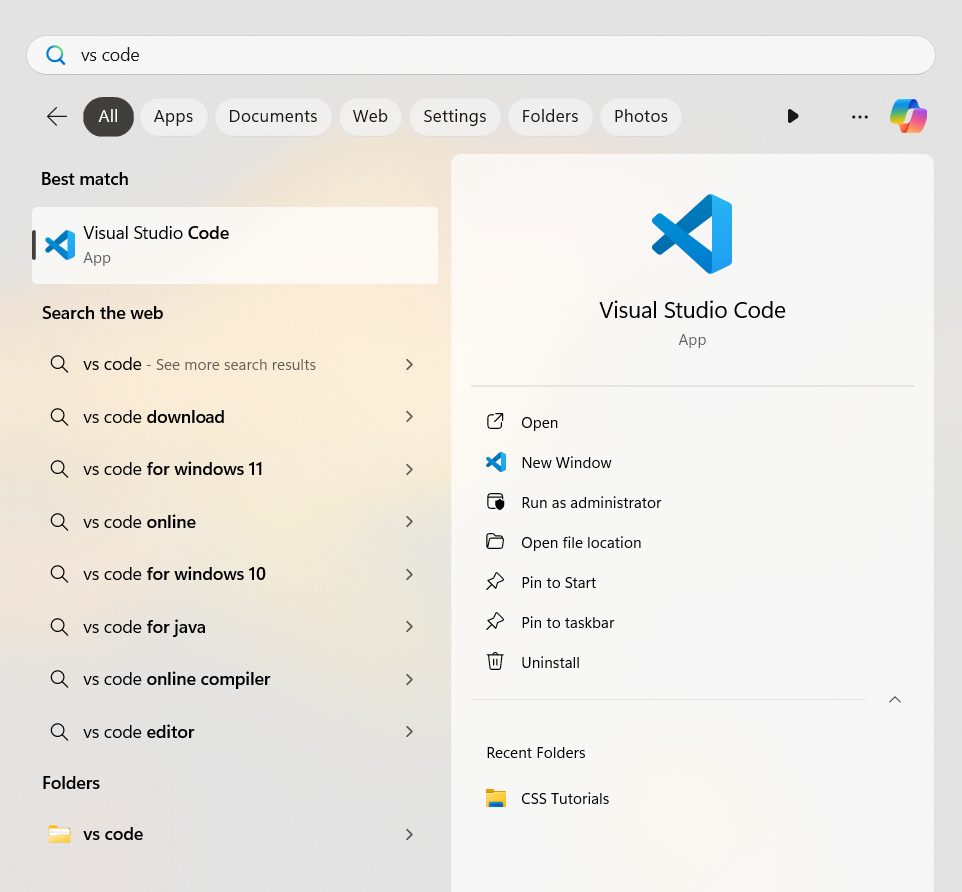 vs code
All Apps Documents Web Settings Folders Photos
Best match
Visual Studio Code
App
Search the web
vs code - See more search results
vs code download
vs code for windows 11
vs code online
vs code for windows 10
vs code for java
vs code online compiler
vs code editor
Folders
vs code
Visual Studio Code
App
Open
New Window
Run as administrator
Open file location
Pin to Start
Pin to taskbar
Uninstall
Recent Folders
CSS Tutorials